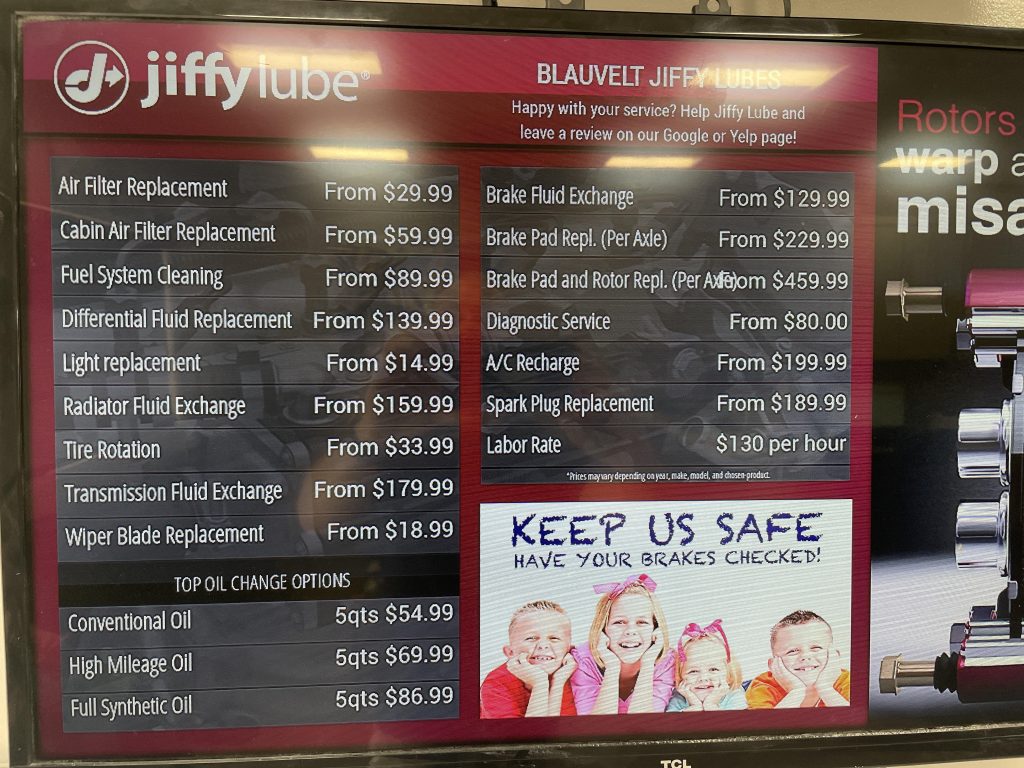 jiffylube®
BLAUVELT JIFFY LUBES
Happy with your service? Help Jiffy Lube and
leave a review on our Google or Yelp page!
Air Filter Replacement From $29.99
Cabin Air Filter Replacement From $59.99
Fuel System Cleaning From $89.99
Differential Fluid Replacement From $139.99
Light replacement From $14.99
Radiator Fluid Exchange From $159.99
Tire Rotation From $33.99
Transmission Fluid Exchange From $179.99
Wiper Blade Replacement From $18.99
TOP OIL CHANGE OPTIONS
Conventional Oil 5qts $54.99
High Mileage Oil 5qts $69.99
Full Synthetic Oil 5qts $86.99
Brake Fluid Exchange From $129.99
Brake Pad Repl. (Per Axle) From $229.99
Brake Pad and Rotor Repl. (Per Axle) From $459.99
Diagnostic Service From $80.00
A/C Recharge From $199.99
Spark Plug Replacement From $189.99
Labor Rate $130 per hour
*Prices may vary depending on year, make, model, and chosen-product.
KEEP US SAFE
HAVE YOUR BRAKES CHECKED!
Rotors
warp a
misa
TCL